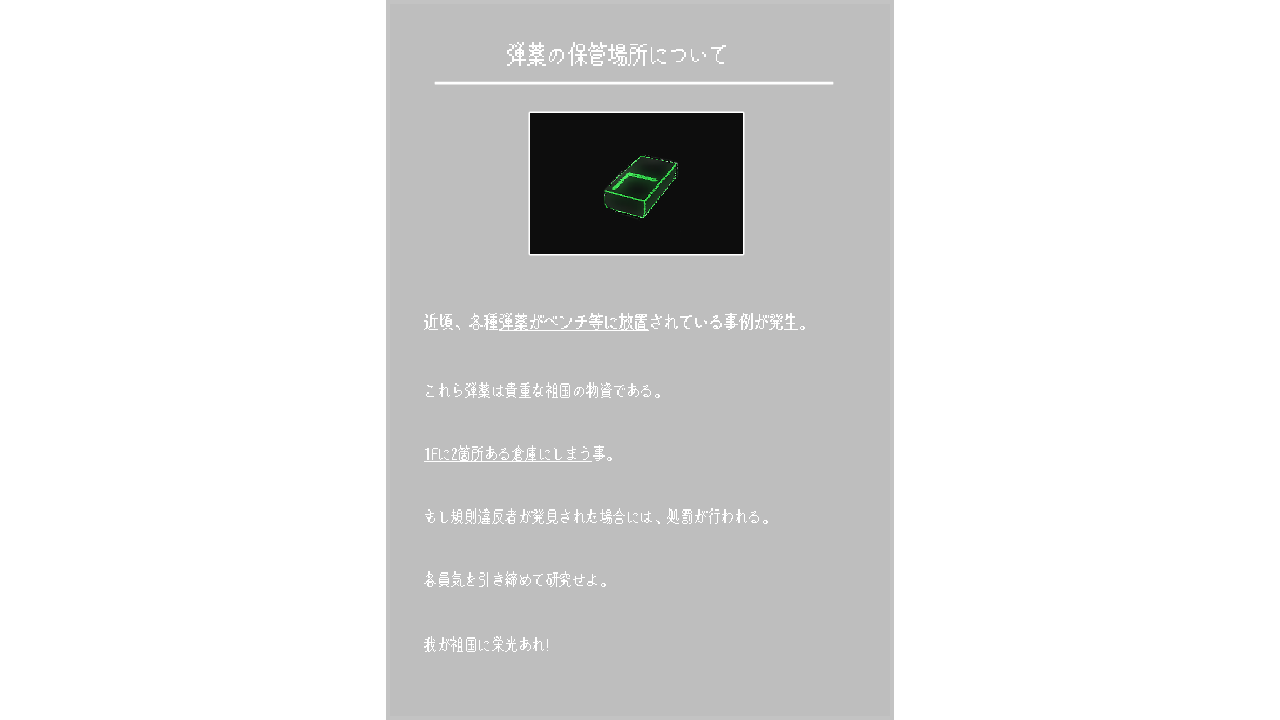 弾薬の保管場所について
近頃、各種弾薬がベンチ等に放置されている事例が発生。
これら弾薬は貴重な祖国の物資である。
1Fに2箇所ある倉庫にしまう事。
もし規則違反者が発見された場合には、処罰が行われる。
各員気を引き締めて研究せよ。
我が祖国に栄光あれ!